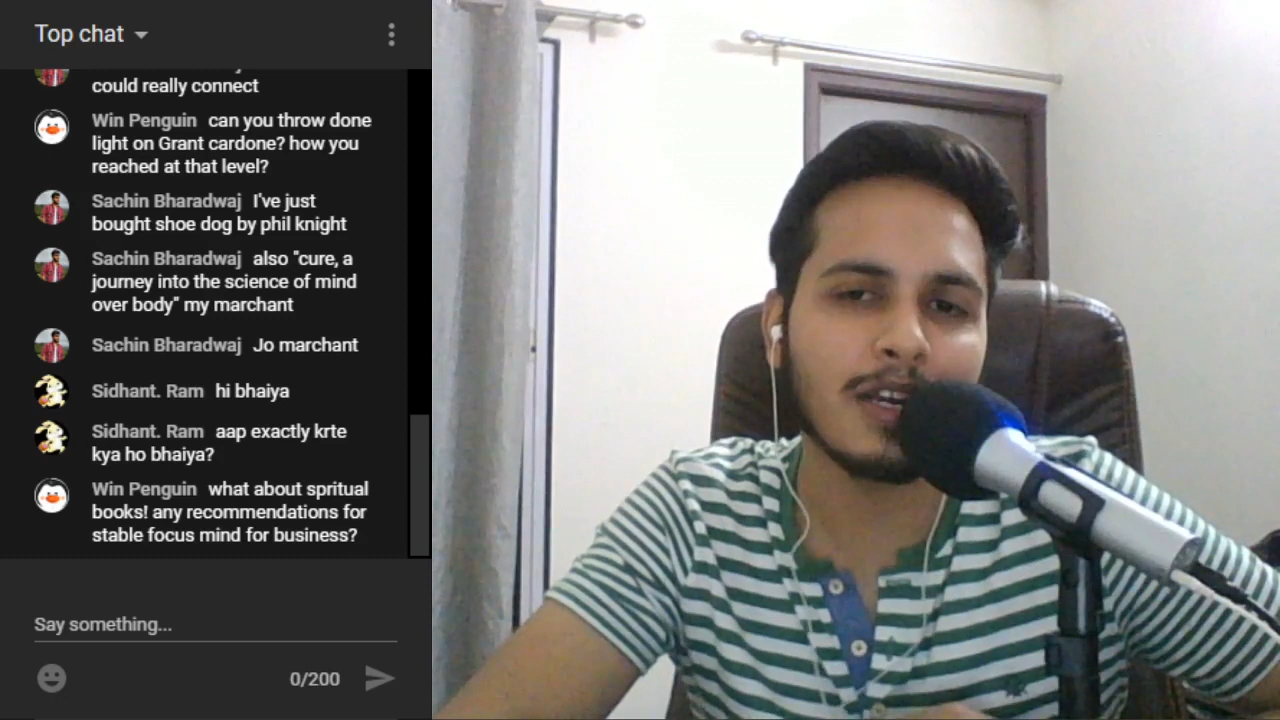 Top chat
could really connect
Win Penguin can you throw done
light on Grant cardone? how you
reached at that level?
Sachin Bharadwaj I've just
bought shoe dog by phil knight
Sachin Bharadwaj also "cure, a
journey into the science of mind
over body" my marchant
Sachin Bharadwaj Jo marchant
Sidhant. Ram hi bhaiya
Sidhant. Ram aap exactly krte
kya ho bhaiya?
Win Penguin what about spritual
books! any recommendations for
stable focus mind for business?
Say something...
0/200